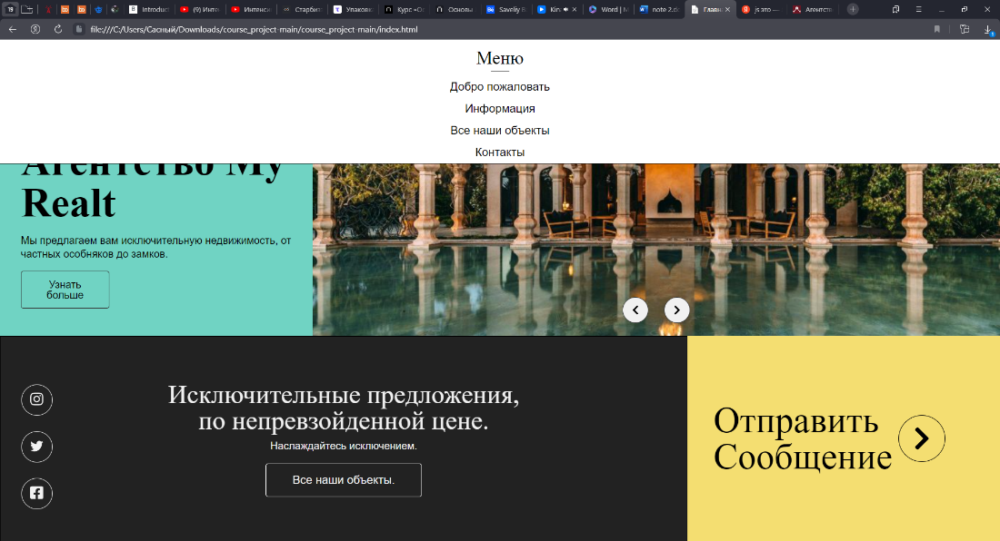 19
Introduct
(9) Инте
Интенси
Старбит
Упаковк
Курс «Ос
Основы
Saveliy B
Kin
Word | M
note 2.d
Главн
js это —
Агентст
file:///C:/Users/Сасный/Downloads/course_project-main/course_project-main/index.html
Меню
Добро пожаловать
Информация
Все наши объекты
Контакты
Агентство My
Realt
Мы предлагаем вам исключительную недвижимость, от
частных особняков до замков.
Узнать
больше
Исключительные предложения,
по непревзойденной цене.
Наслаждайтесь исключением.
Все наши объекты.
Отправить
Сообщение